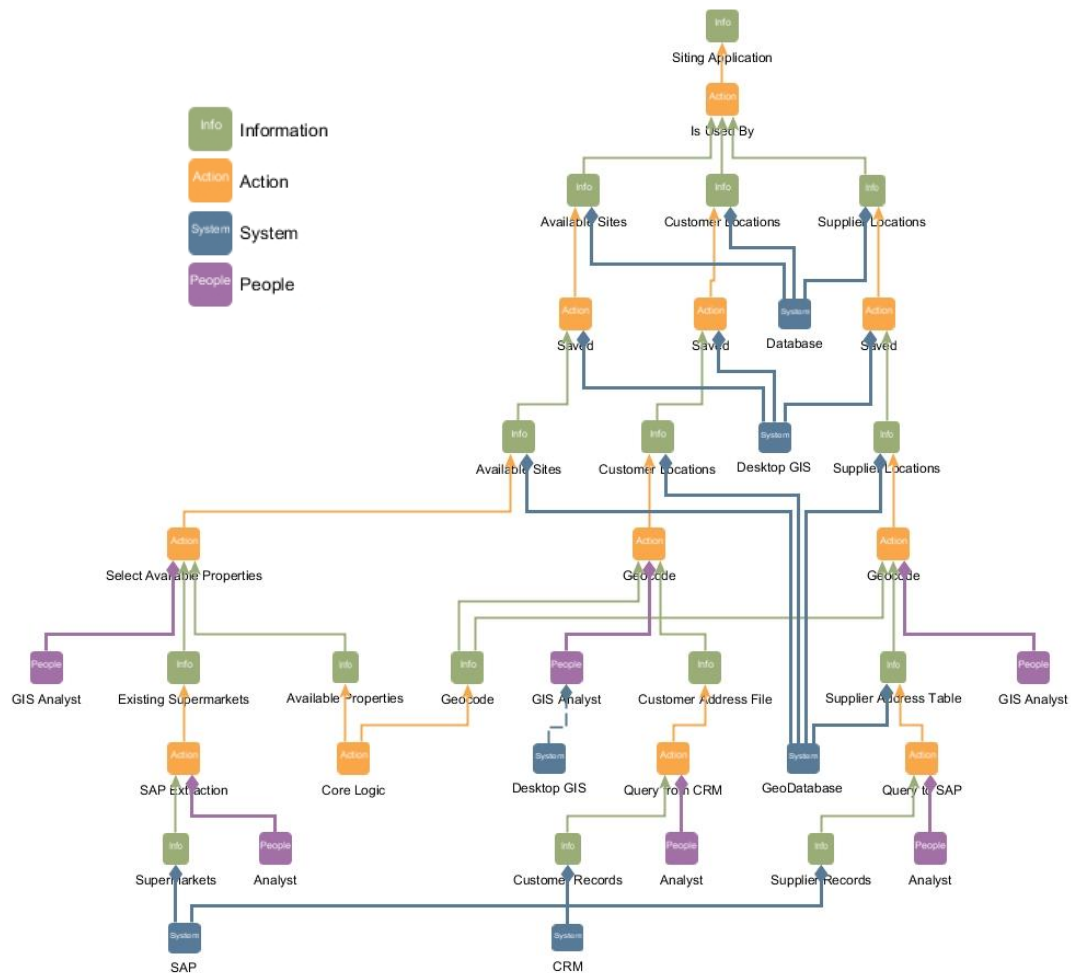 Info
Siting Application
Action
Is Used By
Info Information
Action Action
System System
People People
Info Info Info
Available Sites Customer Locations Supplier Locations
Action Action System Action
Saved Saved Database Saved
Info Info System Info
Available Sites Customer Locations Desktop GIS Supplier Locations
Action Action Action
Select Available Properties Geocode Geocode
People Info Info Info People Info Info People
GIS Analyst Existing Supermarkets Available Properties Geocode GIS Analyst Customer Address File Supplier Address Table GIS Analyst
Action Action System Action System Action
SAP Extraction Core Logic Desktop GIS Query from CRM GeoDatabase Query to SAP
Info People Info People Info People
Supermarkets Analyst Customer Records Analyst Supplier Records Analyst
System System
SAP CRM